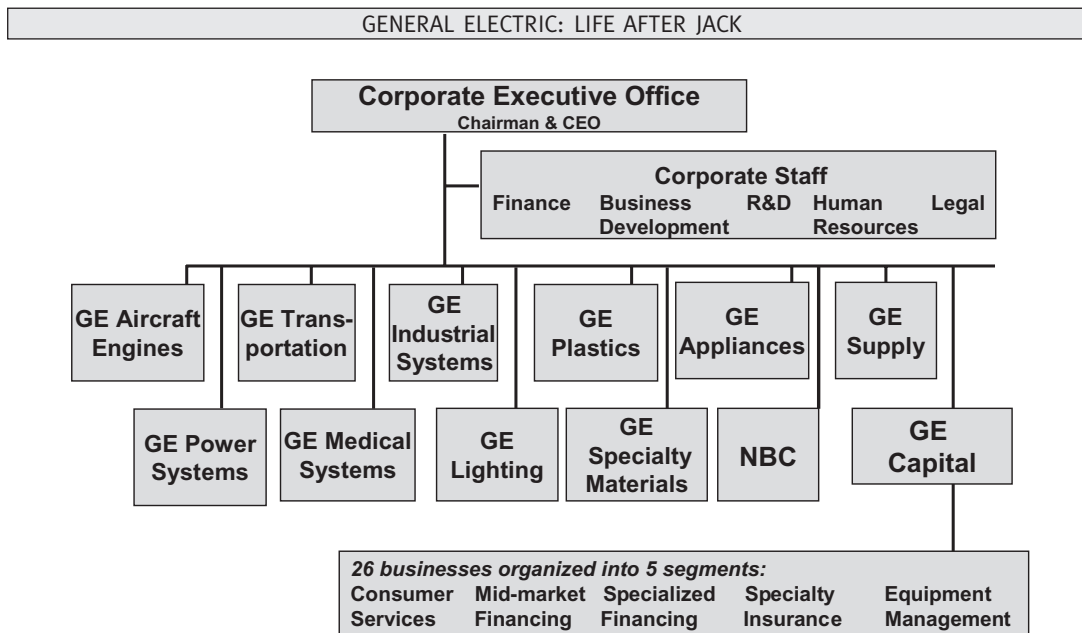 GENERAL ELECTRIC: LIFE AFTER JACK
Corporate Executive Office
Chairman & CEO
Corporate Staff
Finance Business R&D Human Legal
Development Resources
GE Aircraft
Engines
GE Trans-
portation
GE
Industrial
Systems
GE
Plastics
GE
Appliances
GE
Supply
GE Power
Systems
GE Medical
Systems
GE
Lighting
GE
Specialty
Materials
NBC
GE
Capital
26 businesses organized into 5 segments:
Consumer Mid-market Specialized Specialty Equipment
Services Financing Financing Insurance Management